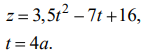 z = 3,5t² − 7t + 16,
t = 4a.